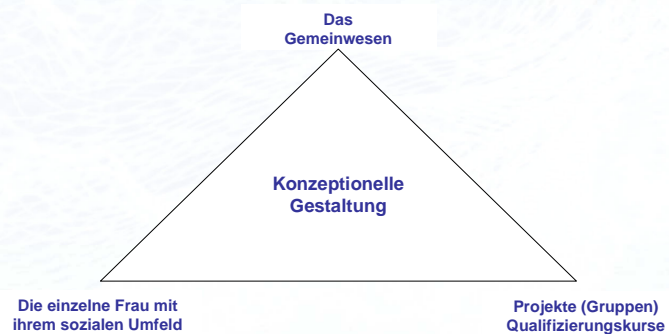 Das
Gemeinwesen
Konzeptionelle
Gestaltung
Die einzelne Frau mit
ihrem sozialen Umfeld
Projekte (Gruppen)
Qualifizierungskurse